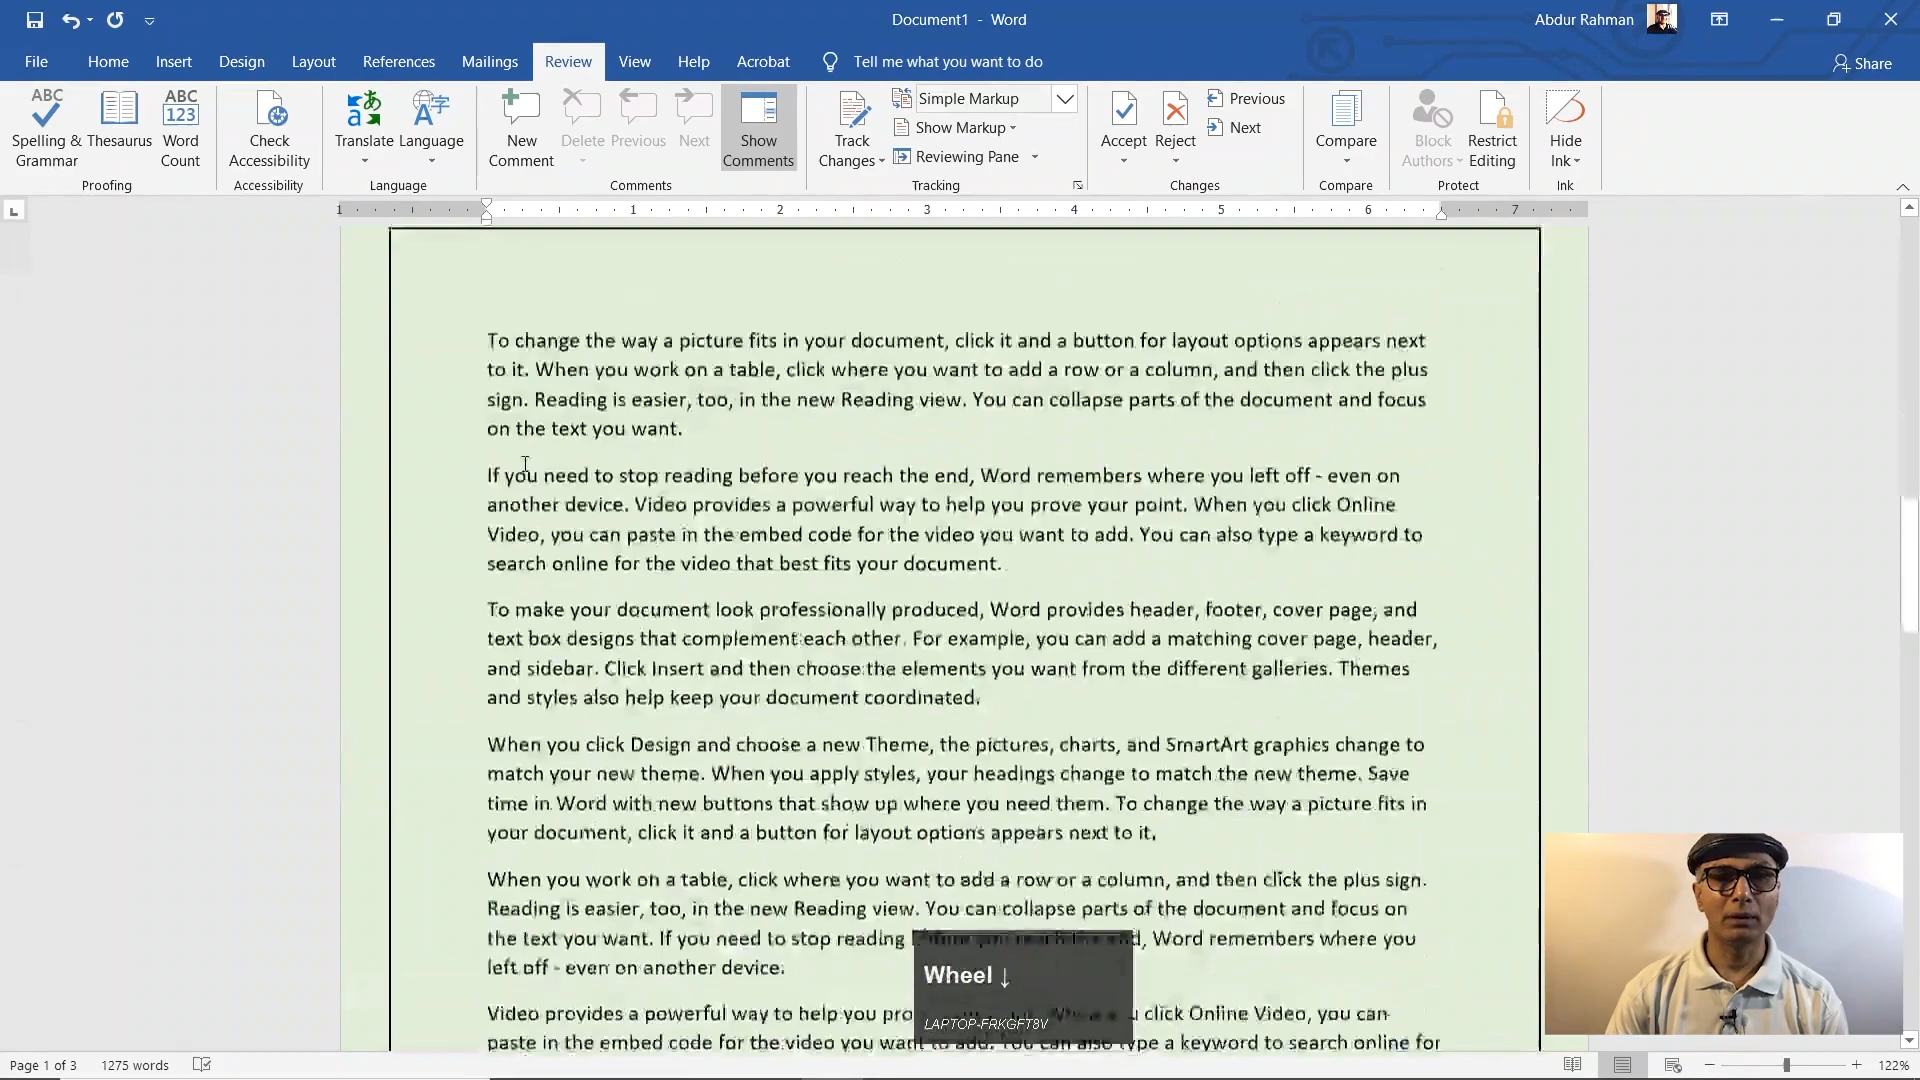 Document1 - Word
Abdur Rahman
File Home Insert Design Layout References Mailings Review View Help Acrobat Tell me what you want to do
Share
ABC
Spelling &
Grammar
Thesaurus
ABC
123
Word
Count
Proofing
Check
Accessibility
Accessibility
Translate
Language
Language
New
Comment
Delete
Previous
Next
Show
Comments
Comments
Track
Changes
Simple Markup
Show Markup
Reviewing Pane
Tracking
Accept
Reject
Previous
Next
Changes
Compare
Compare
Block
Authors
Restrict
Editing
Protect
Hide
Ink
Ink
1 1 2 3 4 5 6 7
To change the way a picture fits in your document, click it and a button for layout options appears next
to it. When you work on a table, click where you want to add a row or a column, and then click the plus
sign. Reading is easier, too, in the new Reading view. You can collapse parts of the document and focus
on the text you want.
If you need to stop reading before you reach the end, Word remembers where you left off - even on
another device. Video provides a powerful way to help you prove your point. When you click Online
Video, you can paste in the embed code for the video you want to add. You can also type a keyword to
search online for the video that best fits your document.
To make your document look professionally produced, Word provides header, footer, cover page, and
text box designs that complement each other. For example, you can add a matching cover page, header,
and sidebar. Click Insert and then choose the elements you want from the different galleries. Themes
and styles also help keep your document coordinated.
When you click Design and choose a new Theme, the pictures, charts, and SmartArt graphics change to
match your new theme. When you apply styles, your headings change to match the new theme. Save
time in Word with new buttons that show up where you need them. To change the way a picture fits in
your document, click it and a button for layout options appears next to it.
When you work on a table, click where you want to add a row or a column, and then click the plus sign.
Reading is easier, too, in the new Reading view. You can collapse parts of the document and focus on
the text you want. If you need to stop reading Word remembers where you
left off - even on another device.
Video provides a powerful way to help you click Online Video, you can
paste in the embed code for the video you want to add. You can also type a keyword to search online for
Wheel ↓
LAPTOP-FRKGFT8V
Page 1 of 3 1275 words
122%